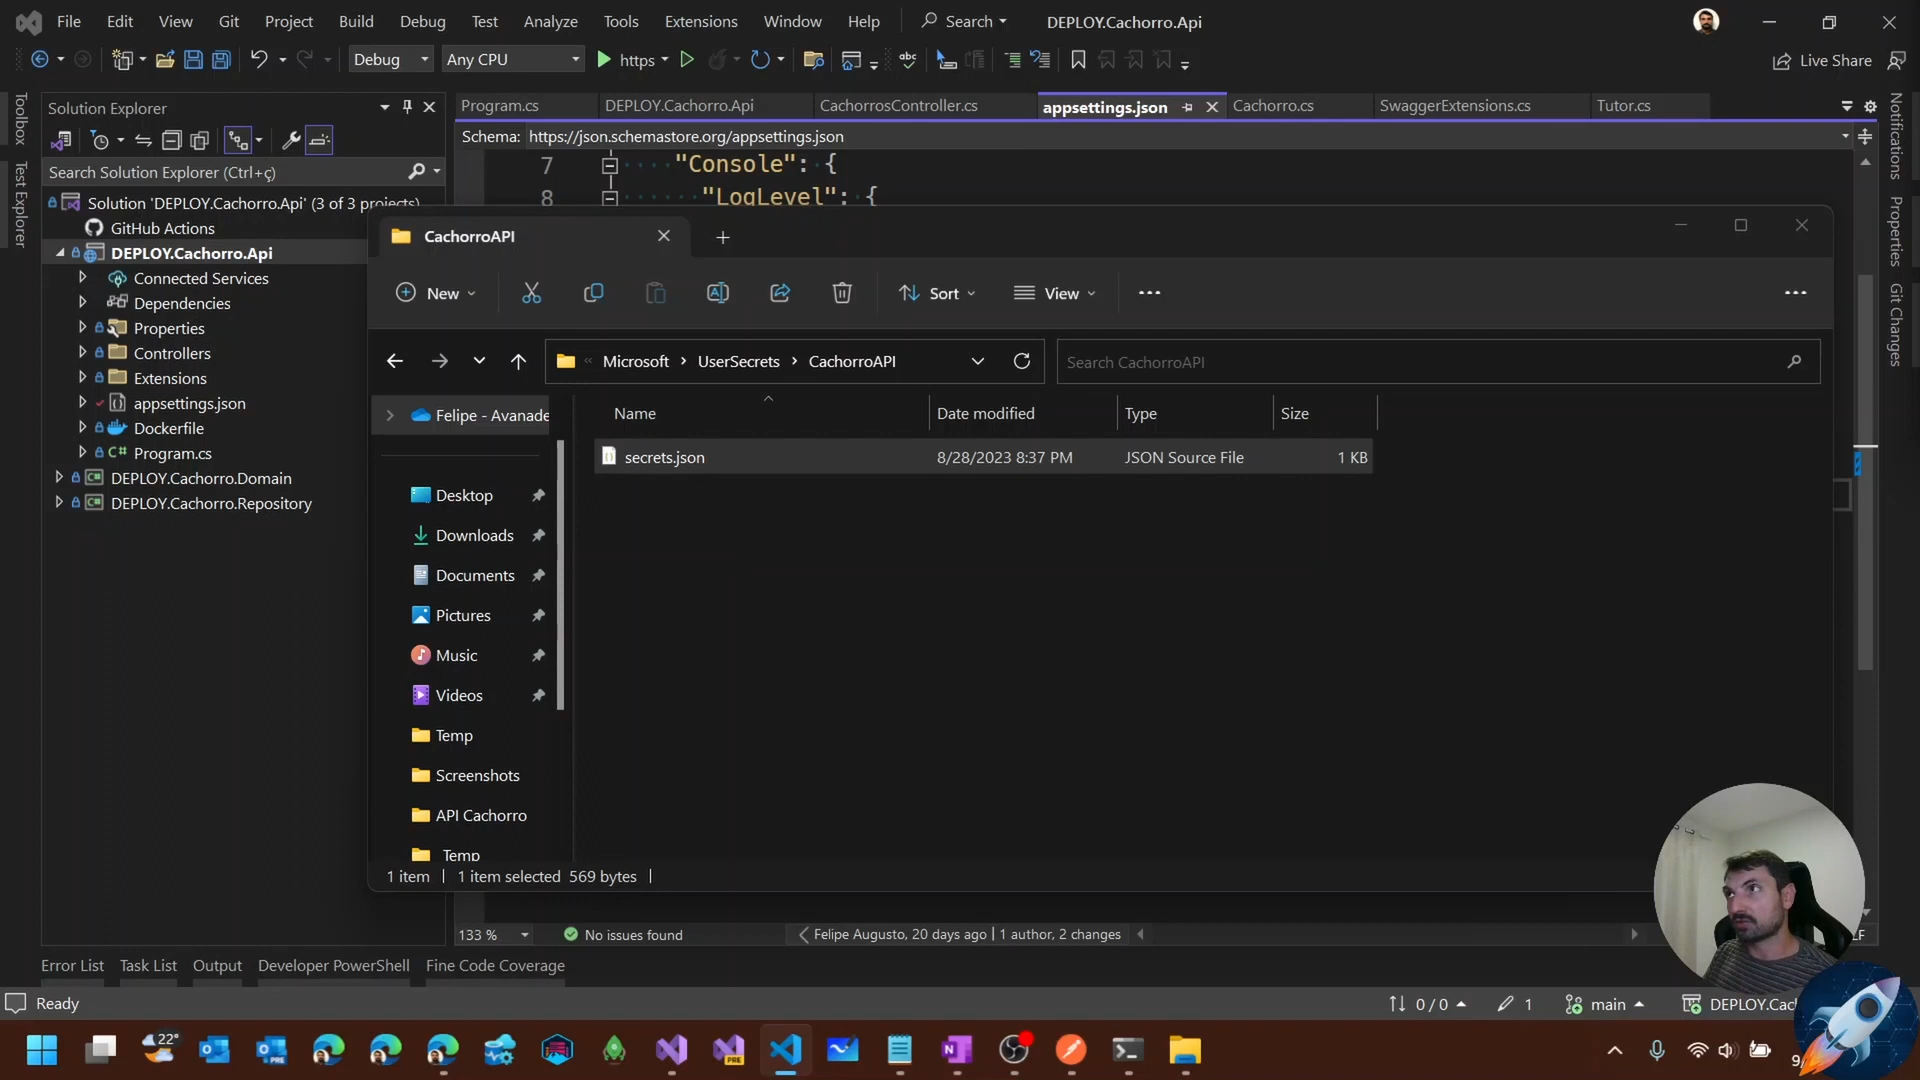 File Edit View Git Project Build Debug Test Analyze Tools Extensions Window Help Search DEPLOY.Cachorro.Api
Debug Any CPU https Live Share
Toolbox
Test Explorer
Solution Explorer
Search Solution Explorer (Ctrl+ç)
Solution 'DEPLOY.Cachorro.Api' (3 of 3 projects)
GitHub Actions
DEPLOY.Cachorro.Api
Connected Services
Dependencies
Properties
Controllers
Extensions
appsettings.json
Dockerfile
Program.cs
DEPLOY.Cachorro.Domain
DEPLOY.Cachorro.Repository
Program.cs DEPLOY.Cachorro.Api CachorrosController.cs appsettings.json Cachorro.cs SwaggerExtensions.cs Tutor.cs
Schema: https://json.schemastore.org/appsettings.json
7 "Console": {
8 "LogLevel": {
CachorroAPI
New Sort View
Microsoft UserSecrets CachorroAPI
Search CachorroAPI
Name Date modified Type Size
secrets.json 8/28/2023 8:37 PM JSON Source File 1 KB
Felipe - Avanade
Desktop
Downloads
Documents
Pictures
Music
Videos
Temp
Screenshots
API Cachorro
Temp
1 item 1 item selected 569 bytes
133 % No issues found Felipe Augusto, 20 days ago | 1 author, 2 changes
Error List Task List Output Developer PowerShell Fine Code Coverage
Ready 0 / 0 1 main DEPLOY.Cac
Notifications
Properties
Git Changes
22°
PRE
PRE